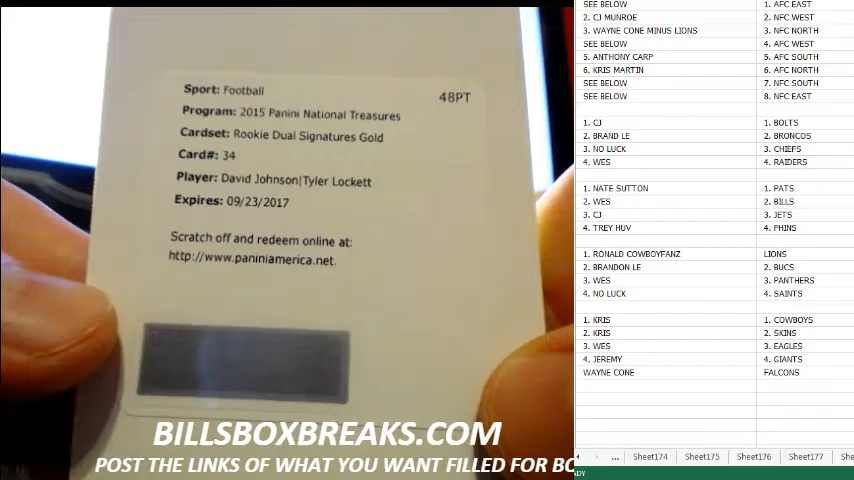 Sport: Football
48PT
Program: 2015 Panini National Treasures
Cardset: Rookie Dual Signatures Gold
Card#: 34
Player: David Johnson|Tyler Lockett
Expires: 09/23/2017
Scratch off and redeem online at:
http://www.paniniamerica.net.
BILLSBOXBREAKS.COM
POST THE LINKS OF WHAT YOU WANT FILLED FOR BO
SEE BELOW 1. AFC EAST
2. CJ MUNROE 2. NFC WEST
3. WAYNE CONE MINUS LIONS 3. NFC NORTH
SEE BELOW 4. AFC WEST
5. ANTHONY CARP 5. AFC SOUTH
6. KRIS MARTIN 6. AFC NORTH
SEE BELOW 7. NFC SOUTH
SEE BELOW 8. NFC EAST
1. CJ 1. BOLTS
2. BRAND LE 2. BRONCOS
3. NO LUCK 3. CHIEFS
4. WES 4. RAIDERS
1. NATE SUTTON 1. PATS
2. WES 2. BILLS
3. CJ 3. JETS
4. TREY HUV 4. PHINS
1. RONALD COWBOYFANZ LIONS
2. BRANDON LE 2. BUCS
3. WES 3. PANTHERS
4. NO LUCK 4. SAINTS
1. KRIS 1. COWBOYS
2. KRIS 2. SKINS
3. WES 3. EAGLES
4. JEREMY 4. GIANTS
WAYNE CONE FALCONS
... Sheet174 Sheet175 Sheet176 Sheet177 She
ADY